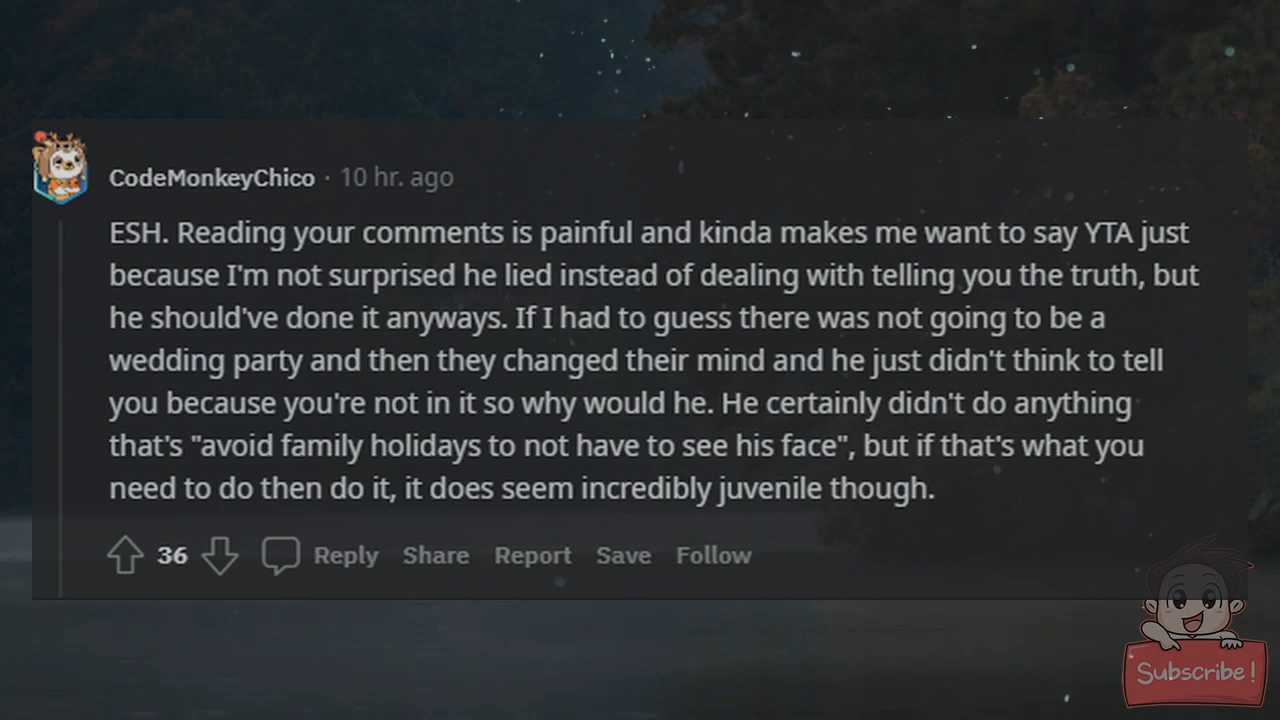 CodeMonkeyChico · 10 hr. ago
ESH. Reading your comments is painful and kinda makes me want to say YTA just
because I'm not surprised he lied instead of dealing with telling you the truth, but
he should've done it anyways. If I had to guess there was not going to be a
wedding party and then they changed their mind and he just didn't think to tell
you because you're not in it so why would he. He certainly didn't do anything
that's "avoid family holidays to not have to see his face", but if that's what you
need to do then do it, it does seem incredibly juvenile though.
36 Reply Share Report Save Follow
Subscribe!